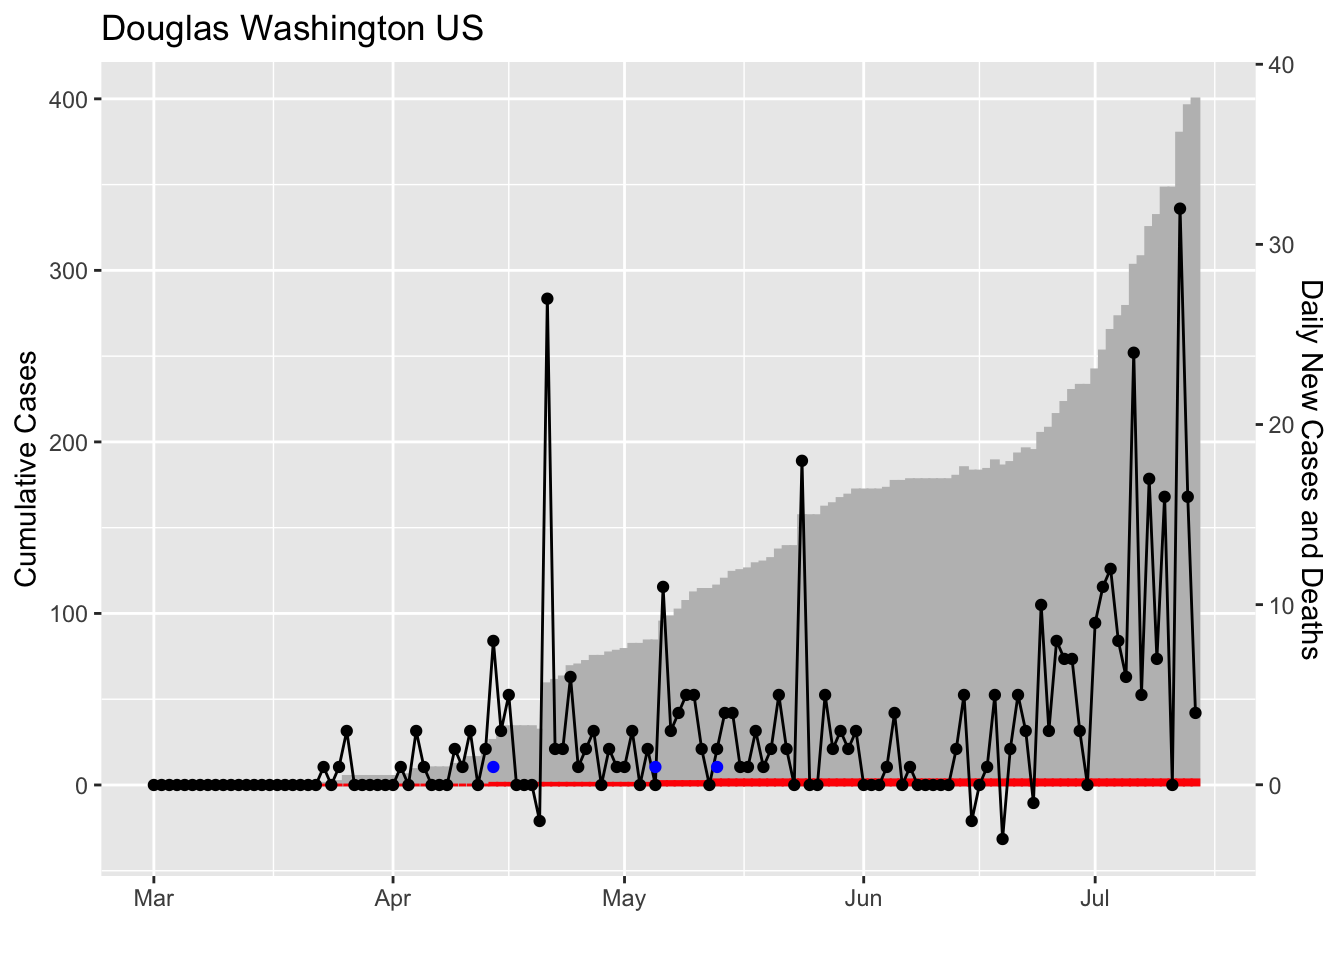 Douglas Washington US
40
400
300
30
200
20
100
10
0
0
Cumulative Cases
Daily New Cases and Deaths
Mar
Apr
May
Jun
Jul